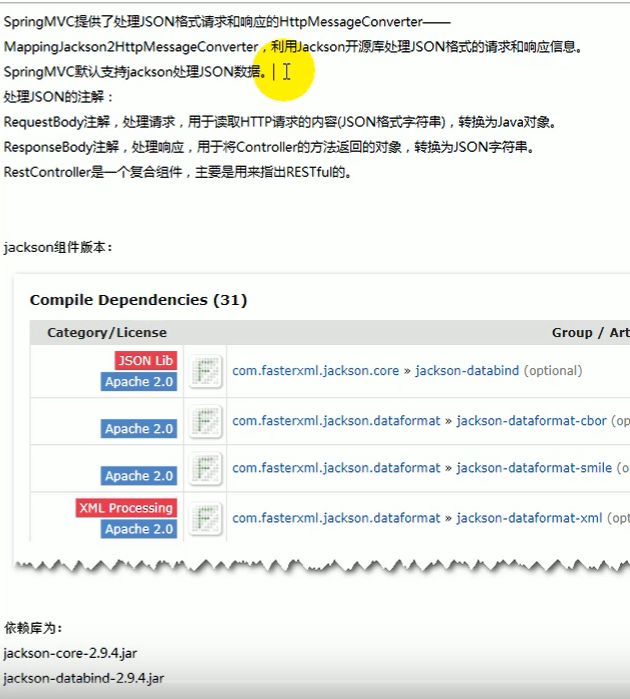 SpringMVC提供了处理JSON格式请求和响应的HttpMessageConverter——
MappingJackson2HttpMessageConverter，利用Jackson开源库处理JSON格式的请求和响应信息。
SpringMVC默认支持jackson处理JSON数据。
处理JSON的注解：
RequestBody注解，处理请求，用于读取HTTP请求的内容(JSON格式字符串)，转换为Java对象。
ResponseBody注解，处理响应，用于将Controller的方法返回的对象，转换为JSON字符串。
RestController是一个复合组件，主要是用来指出RESTful的。
jackson组件版本：
Compile Dependencies (31)
Category/License Group / Art
JSON Lib
Apache 2.0
com.fasterxml.jackson.core » jackson-databind (optional)
Apache 2.0
com.fasterxml.jackson.dataformat » jackson-dataformat-cbor (op
Apache 2.0
com.fasterxml.jackson.dataformat » jackson-dataformat-smile (o
XML Processing
Apache 2.0
com.fasterxml.jackson.dataformat » jackson-dataformat-xml (opt
依赖库为：
jackson-core-2.9.4.jar
jackson-databind-2.9.4.jar